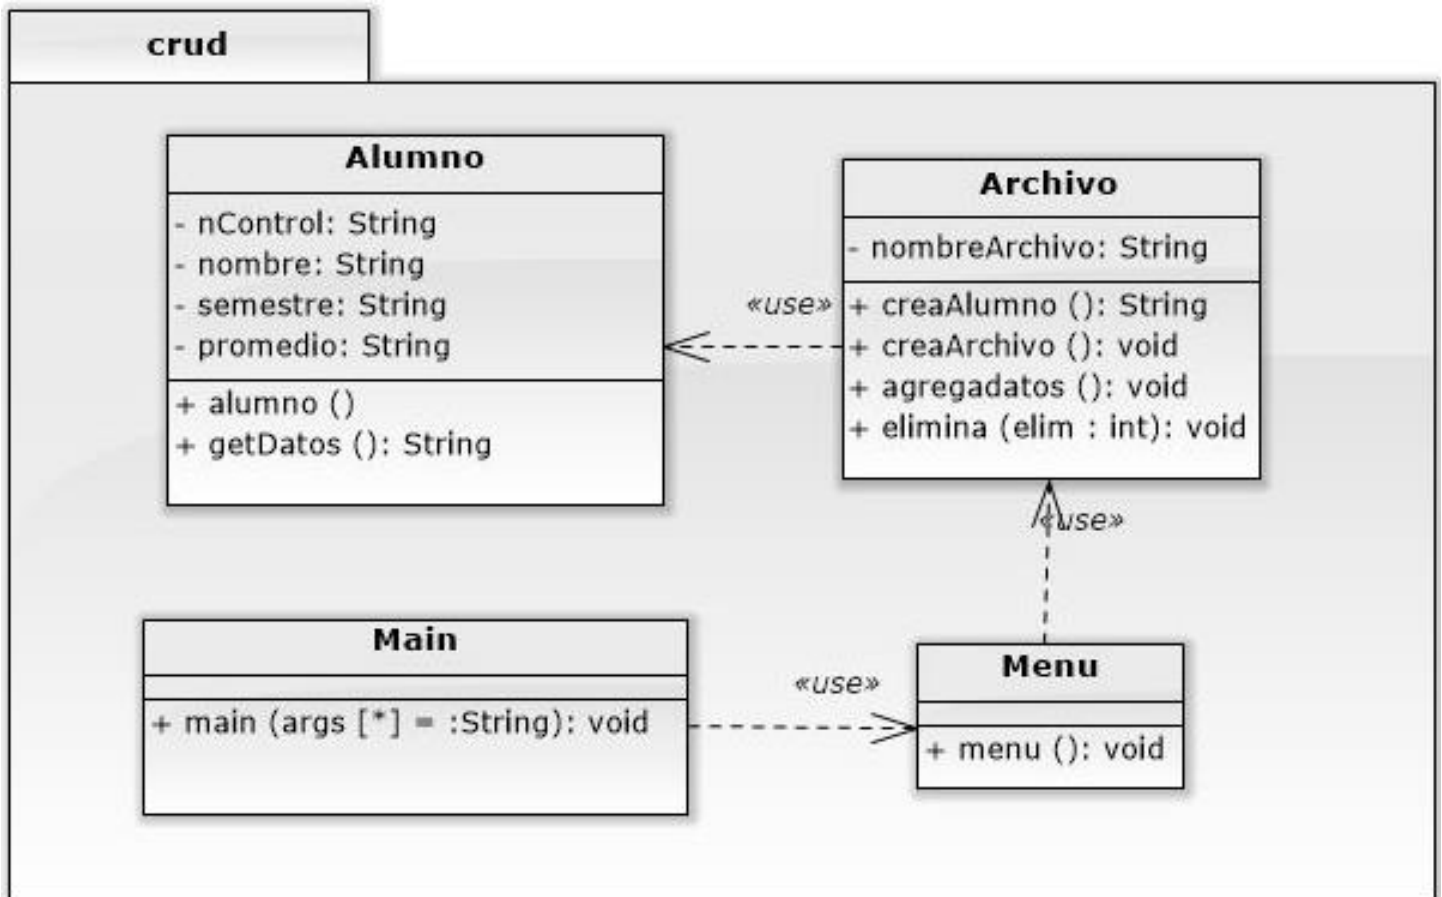 crud
Alumno
- nControl: String
- nombre: String
- semestre: String
- promedio: String
+ alumno ()
+ getDatos (): String
«use»
Archivo
- nombreArchivo: String
+ creaAlumno (): String
+ creaArchivo (): void
+ agregadatos (): void
+ elimina (elim : int): void
«use»
Main
+ main (args [*] = :String): void
«use»
Menu
+ menu (): void